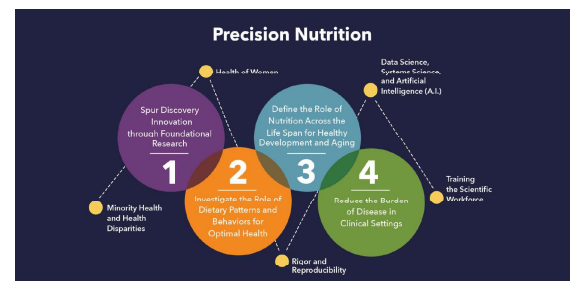 Precision Nutrition
Health of Women
Data Science,
Systems Science,
and Artificial
Intelligence (A.I.)
Spur Discovery
Innovation
through Foundational
Research
1
Define the Role of
Nutrition Across the
Life Span for Healthy
Development and Aging
3
2
Investigate the Role of
Dietary Patterns and
Behaviors for
Optimal Health
4
Reduce the Burden
of Disease in
Clinical Settings
Training
the Scientific
Workforce
Minority Health
and Health
Disparities
Rigor and
Reproducibility